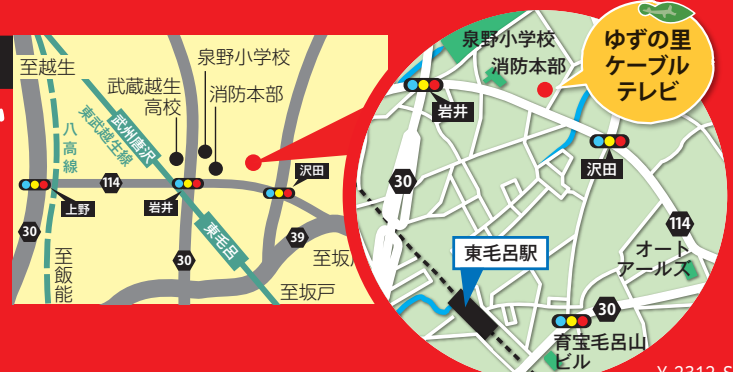 至越生
八高線
東武越生線
武州唐沢
武蔵越生
高校
泉野小学校
消防本部
沢田
114
上野
岩井
30
30
39
東毛呂
至飯能
至坂戸
泉野小学校
消防本部
ゆずの里
ケーブル
テレビ
岩井
沢田
30
114
東毛呂駅
オート
アールズ
30
育宝毛呂山
ビル